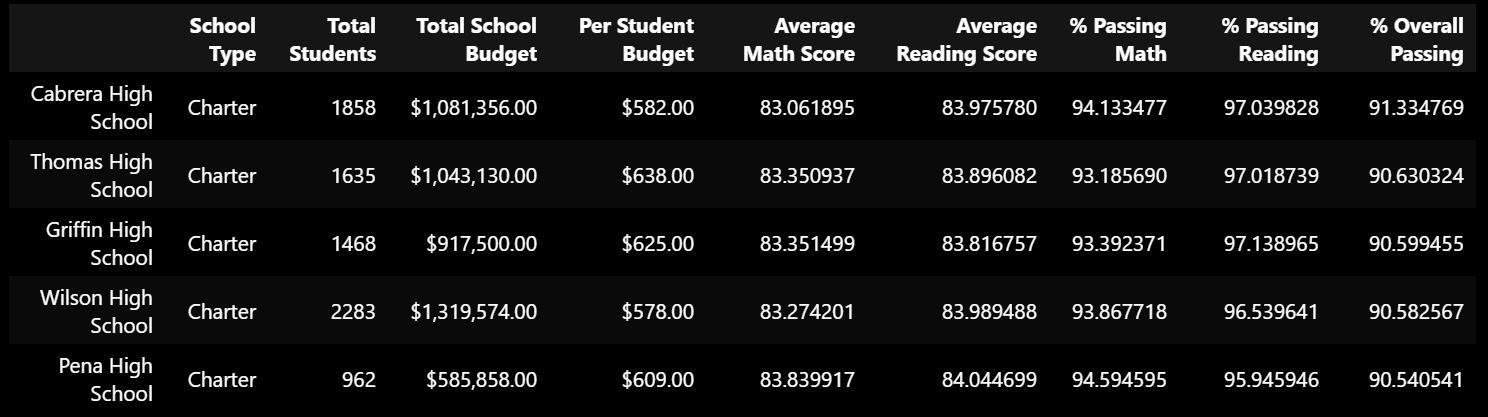 School Type Total Students Total School Budget Per Student Budget Average Math Score Average Reading Score % Passing Math % Passing Reading % Overall Passing
Cabrera High School Charter 1858 $1,081,356.00 $582.00 83.061895 83.975780 94.133477 97.039828 91.334769
Thomas High School Charter 1635 $1,043,130.00 $638.00 83.350937 83.896082 93.185690 97.018739 90.630324
Griffin High School Charter 1468 $917,500.00 $625.00 83.351499 83.816757 93.392371 97.138965 90.599455
Wilson High School Charter 2283 $1,319,574.00 $578.00 83.274201 83.989488 93.867718 96.539641 90.582567
Pena High School Charter 962 $585,858.00 $609.00 83.839917 84.044699 94.594595 95.945946 90.540541